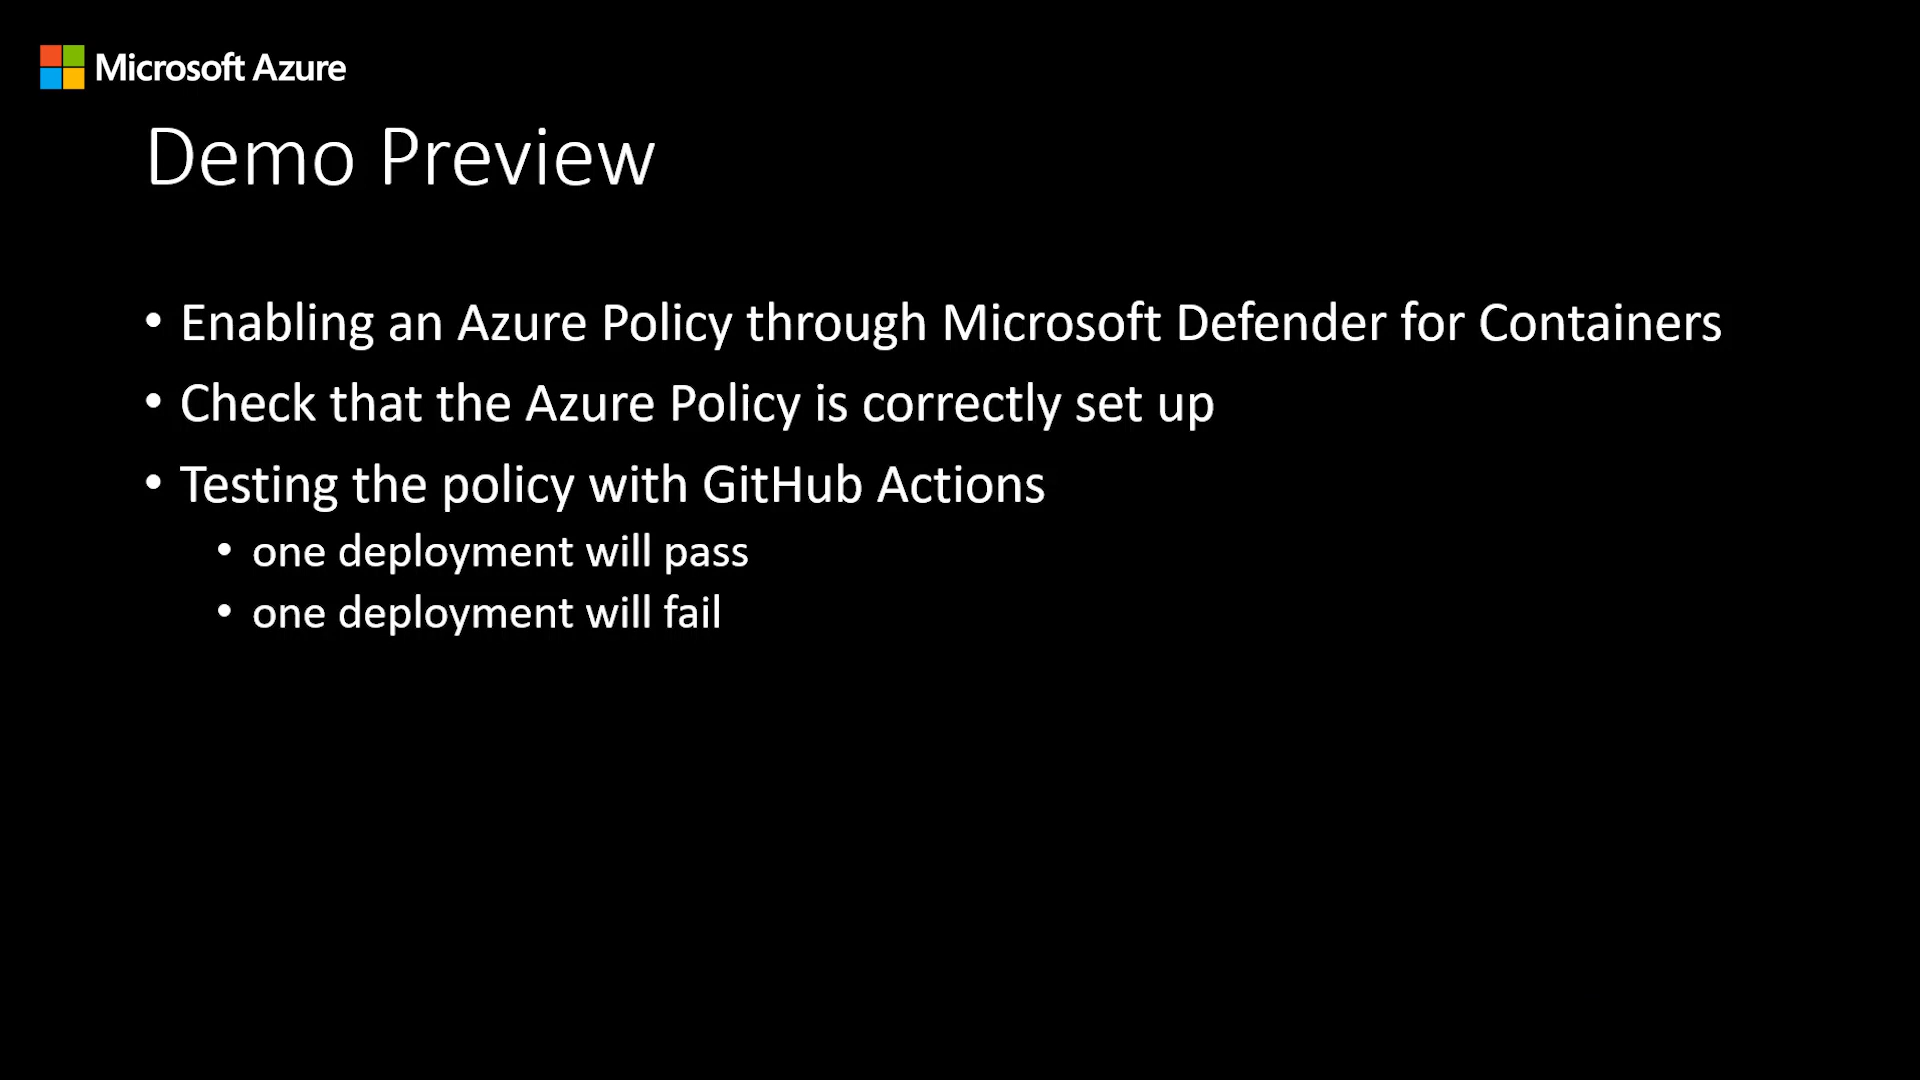 Microsoft Azure
Demo Preview
• Enabling an Azure Policy through Microsoft Defender for Containers
• Check that the Azure Policy is correctly set up
• Testing the policy with GitHub Actions
• one deployment will pass
• one deployment will fail